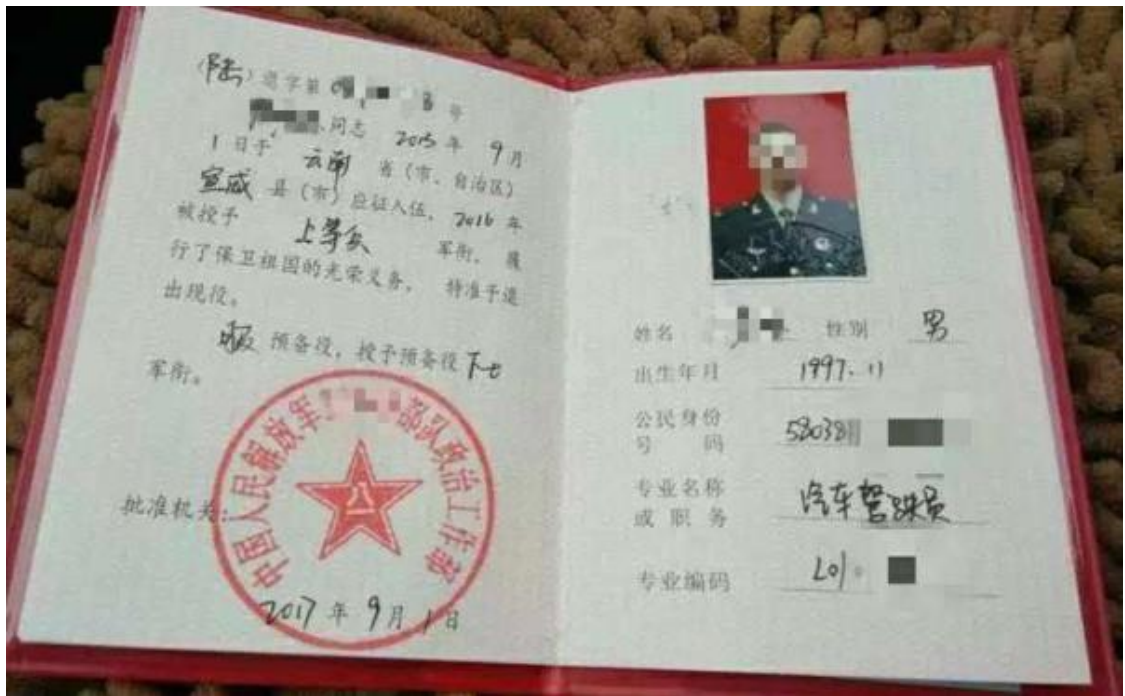 (陆)退字第 号
同志 2015 年 9 月
1 日于 云南 省(市、自治区)
宣威 县(市)应征入伍,2016 年
被授予 上等兵 军衔,履
行了保卫祖国的光荣义务,特准予退
出现役。
预备役,授予预备役下士
军衔。
中国人民解放军 部队政治工作部
八一
批准机关:
2017 年 9 月 1 日
姓名 性别 男
出生年月 1997.11
公民身份
号码 58038
专业名称
或职务 汽车驾驶员
专业编码 L01